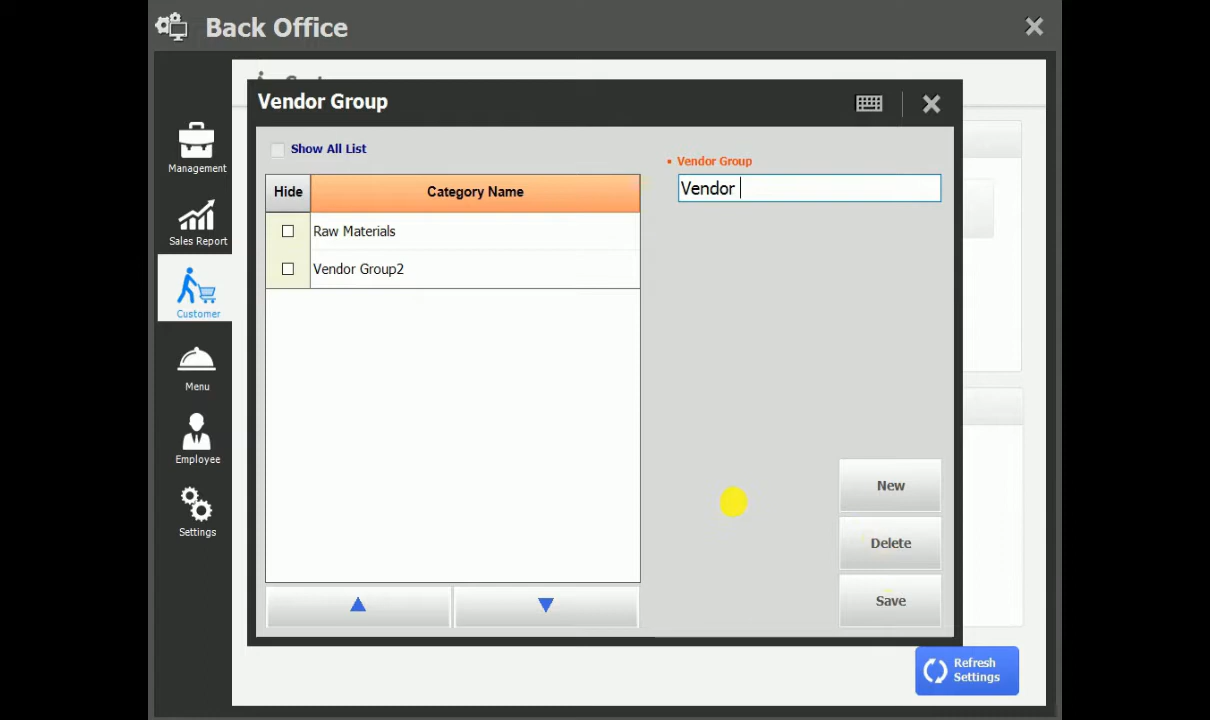 Back Office
Vendor Group
Show All List
Vendor Group
Hide
Category Name
Vendor
Raw Materials
Vendor Group2
Management
Sales Report
Customer
Menu
Employee
Settings
New
Delete
Save
Refresh
Settings